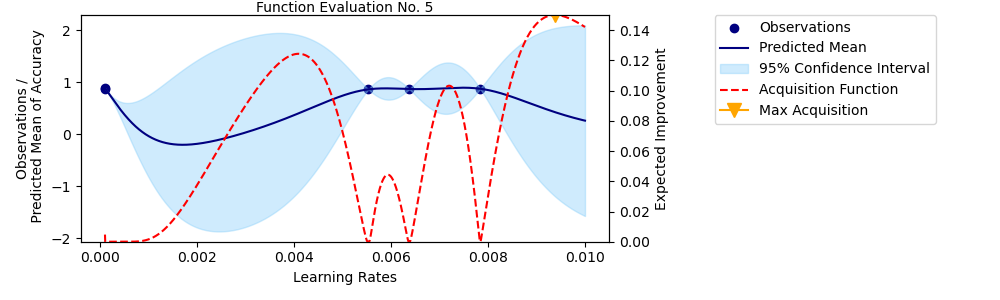 Function Evaluation No. 5
Observations /
Predicted Mean of Accuracy
2
1
0
−1
−2
0.000 0.002 0.004 0.006 0.008 0.010
Learning Rates
0.14
0.12
0.10
0.08
0.06
0.04
0.02
0.00
Expected Improvement
Observations
Predicted Mean
95% Confidence Interval
Acquisition Function
Max Acquisition